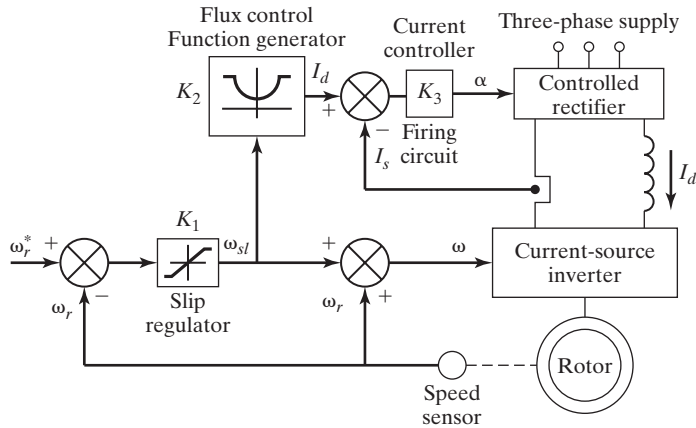 Flux control
Function generator
Three-phase supply
Current
controller
K2
Id
+
−
K3
α
Controlled
rectifier
Firing
circuit
Is
Id
K1
ωr*
+
−
ωsl
+
+
ω
Current-source
inverter
ωr
Slip
regulator
ωr
Rotor
Speed
sensor